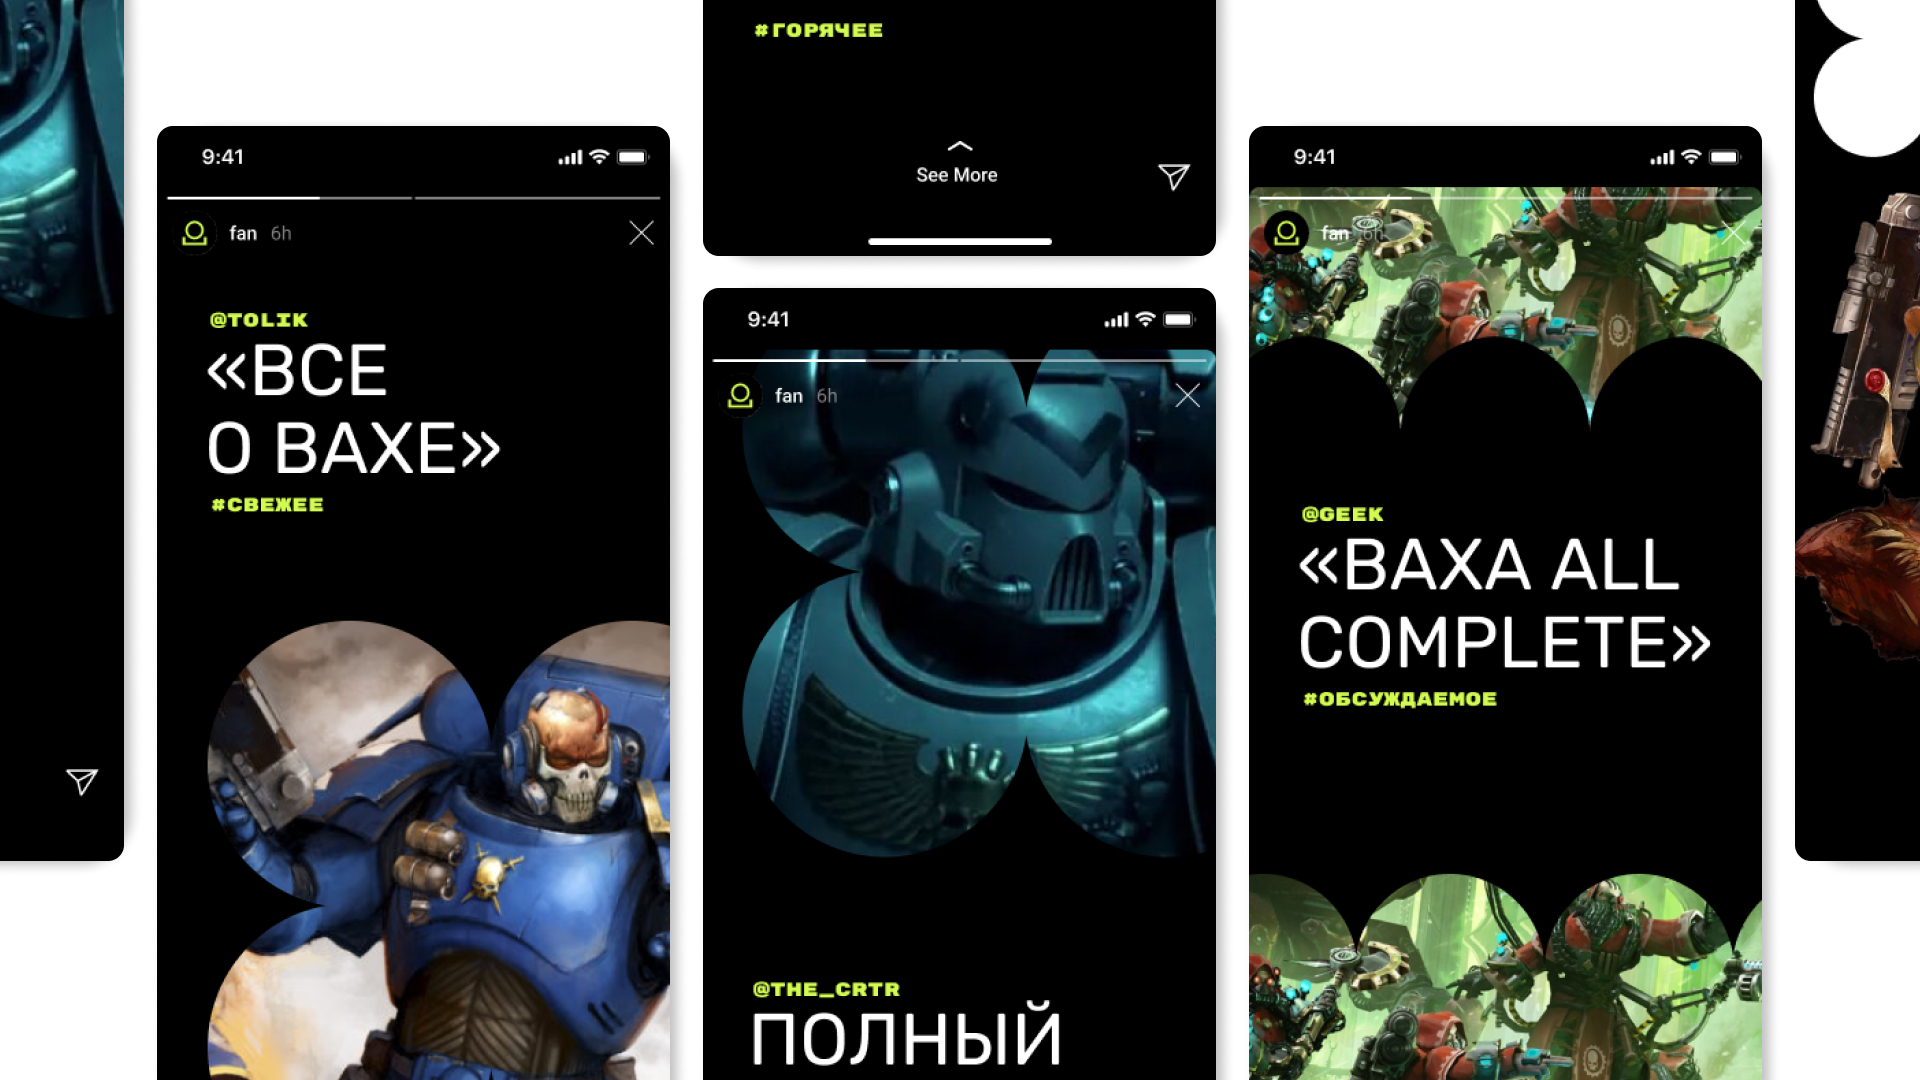 9:41
fan 6h
@TOLIK
«ВСЕ
О ВАХЕ»
#СВЕЖЕЕ
#ГОРЯЧЕЕ
See More
9:41
fan 6h
@THE_CRTR
ПОЛНЫЙ
9:41
fan 6h
@GEEK
«ВАХА ALL
COMPLETE»
#ОБСУЖДАЕМОЕ